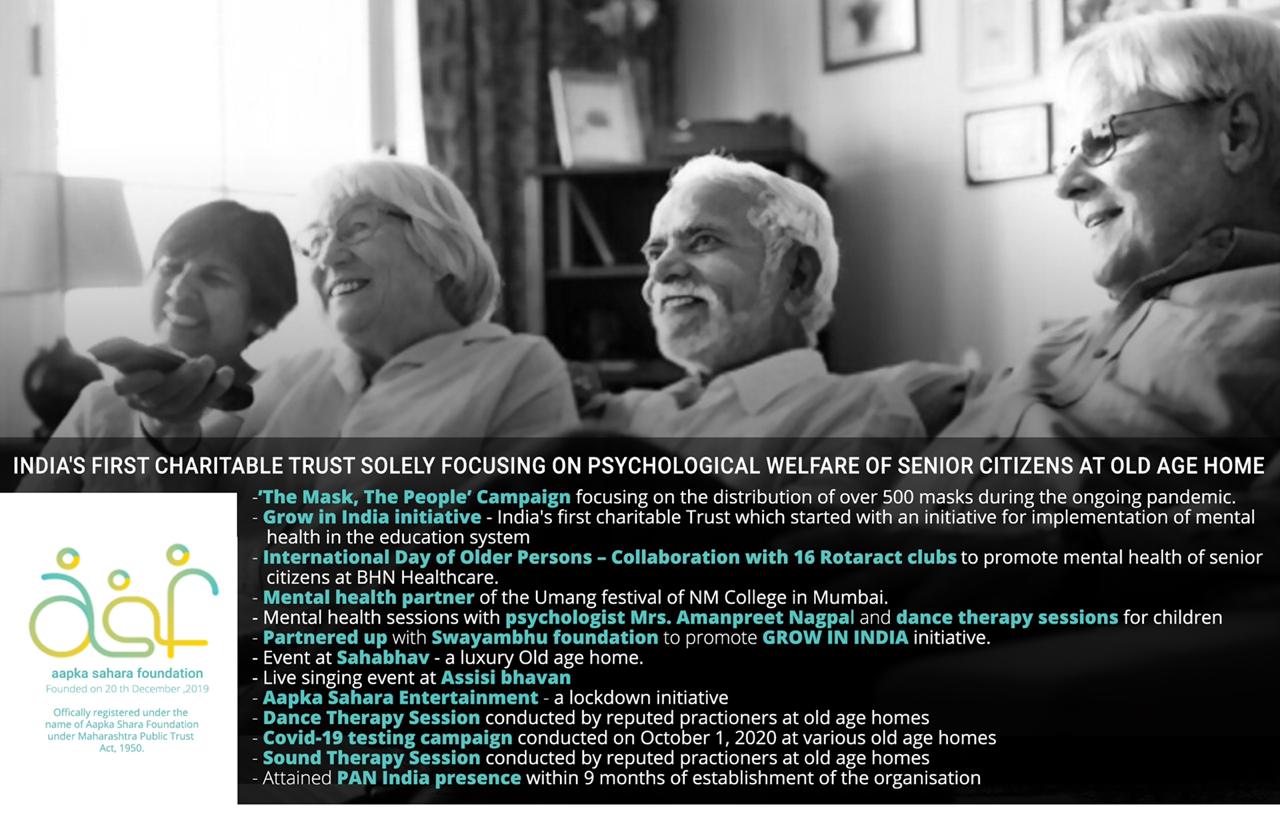 INDIA'S FIRST CHARITABLE TRUST SOLELY FOCUSING ON PSYCHOLOGICAL WELFARE OF SENIOR CITIZENS AT OLD AGE HOME
-'The Mask, The People' Campaign focusing on the distribution of over 500 masks during the ongoing pandemic.
- Grow in India initiative - India's first charitable Trust which started with an initiative for implementation of mental
health in the education system
- International Day of Older Persons – Collaboration with 16 Rotaract clubs to promote mental health of senior
citizens at BHN Healthcare.
- Mental health partner of the Umang festival of NM College in Mumbai.
- Mental health sessions with psychologist Mrs. Amanpreet Nagpal and dance therapy sessions for children
- Partnered up with Swayambhu foundation to promote GROW IN INDIA initiative.
- Event at Sahabhav - a luxury Old age home.
- Live singing event at Assisi bhavan
- Aapka Sahara Entertainment - a lockdown initiative
- Dance Therapy Session conducted by reputed practioners at old age homes
- Covid-19 testing campaign conducted on October 1, 2020 at various old age homes
- Sound Therapy Session conducted by reputed practioners at old age homes
- Attained PAN India presence within 9 months of establishment of the organisation
asf
aapka sahara foundation
Founded on 20 th December ,2019
Offically registered under the
name of Aapka Shara Foundation
under Maharashtra Public Trust
Act, 1950.